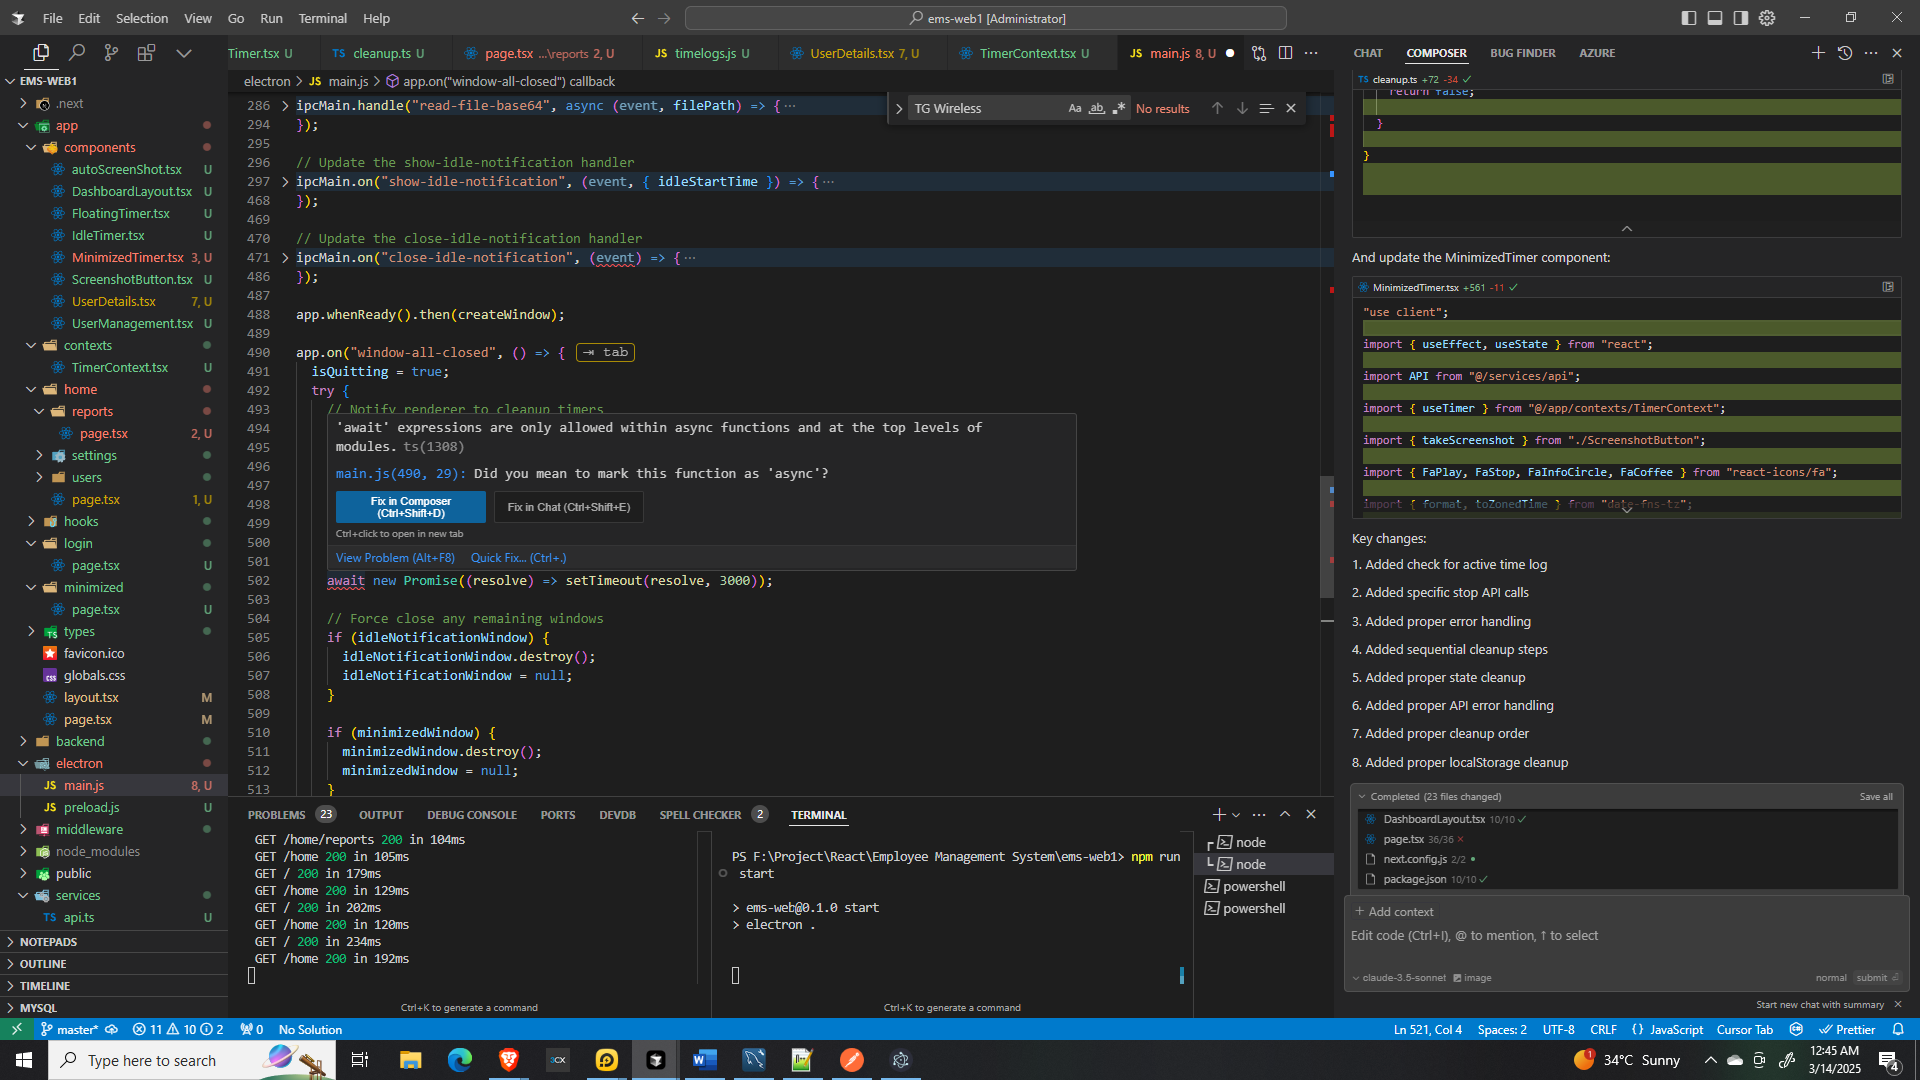 File Edit Selection View Go Run Terminal Help
ems-web1 [Administrator]
Timer.tsx U
cleanup.ts U
page.tsx ...\reports 2, U
timelogs.js U
UserDetails.tsx 7, U
TimerContext.tsx U
main.js 8, U
electron > main.js > app.on("window-all-closed") callback
EMS-WEB1
.next
app
components
autoScreenShot.tsx U
DashboardLayout.tsx U
FloatingTimer.tsx U
IdleTimer.tsx U
MinimizedTimer.tsx 3, U
ScreenshotButton.tsx U
UserDetails.tsx 7, U
UserManagement.tsx U
contexts
TimerContext.tsx U
home
reports
page.tsx 2, U
settings
users
page.tsx 1, U
hooks
login
page.tsx U
minimized
page.tsx U
types
favicon.ico
globals.css
layout.tsx M
page.tsx M
backend
electron
main.js 8, U
preload.js U
middleware
node_modules
public
services
api.ts U
NOTEPADS
OUTLINE
TIMELINE
MYSQL
TG Wireless
Aa ab No results
286 ipcMain.handle("read-file-base64", async (event, filePath) => {...
294 });
295
296 // Update the show-idle-notification handler
297 ipcMain.on("show-idle-notification", (event, { idleStartTime }) => {...
468 });
469
470 // Update the close-idle-notification handler
471 ipcMain.on("close-idle-notification", (event) => {...
486 });
487
488 app.whenReady().then(createWindow);
489
490 app.on("window-all-closed", () => { tab
491 isQuitting = true;
492 try {
493 // Notify renderer to cleanup timers
494
495
496
497
498
499
500
501
'await' expressions are only allowed within async functions and at the top levels of
modules. ts(1308)
main.js(490, 29): Did you mean to mark this function as 'async'?
Fix in Composer
(Ctrl+Shift+D)
Fix in Chat (Ctrl+Shift+E)
Ctrl+click to open in new tab
View Problem (Alt+F8) Quick Fix... (Ctrl+.)
502 await new Promise((resolve) => setTimeout(resolve, 3000));
503
504 // Force close any remaining windows
505 if (idleNotificationWindow) {
506 idleNotificationWindow.destroy();
507 idleNotificationWindow = null;
508 }
509
510 if (minimizedWindow) {
511 minimizedWindow.destroy();
512 minimizedWindow = null;
513 }
PROBLEMS 23 OUTPUT DEBUG CONSOLE PORTS DEVDB SPELL CHECKER 2 TERMINAL
GET /home/reports 200 in 104ms
GET /home 200 in 105ms
GET / 200 in 179ms
GET /home 200 in 129ms
GET / 200 in 202ms
GET /home 200 in 120ms
GET / 200 in 234ms
GET /home 200 in 192ms
Ctrl+K to generate a command
PS F:\Project\React\Employee Management System\ems-web1> npm run
start
> ems-web@0.1.0 start
> electron .
Ctrl+K to generate a command
node
node
powershell
powershell
CHAT COMPOSER BUG FINDER AZURE
TS cleanup.ts +72 -34
return false;
}
}
And update the MinimizedTimer component:
MinimizedTimer.tsx +561 -11
"use client";
import { useEffect, useState } from "react";
import API from "@/services/api";
import { useTimer } from "@/app/contexts/TimerContext";
import { takeScreenshot } from "./ScreenshotButton";
import { FaPlay, FaStop, FaInfoCircle, FaCoffee } from "react-icons/fa";
import { format, toZonedTime } from "date-fns-tz";
Key changes:
1. Added check for active time log
2. Added specific stop API calls
3. Added proper error handling
4. Added sequential cleanup steps
5. Added proper state cleanup
6. Added proper API error handling
7. Added proper cleanup order
8. Added proper localStorage cleanup
Completed (23 files changed) Save all
DashboardLayout.tsx 10/10
page.tsx 36/36
next.config.js 2/2
package.json 10/10
+ Add context
Edit code (Ctrl+I), @ to mention, ↑ to select
claude-3.5-sonnet image normal submit
Start new chat with summary
master* 11 10 2 0 No Solution
Ln 521, Col 4 Spaces: 2 UTF-8 CRLF {} JavaScript Cursor Tab Prettier
Type here to search
34°C Sunny
12:45 AM
3/14/2025
4